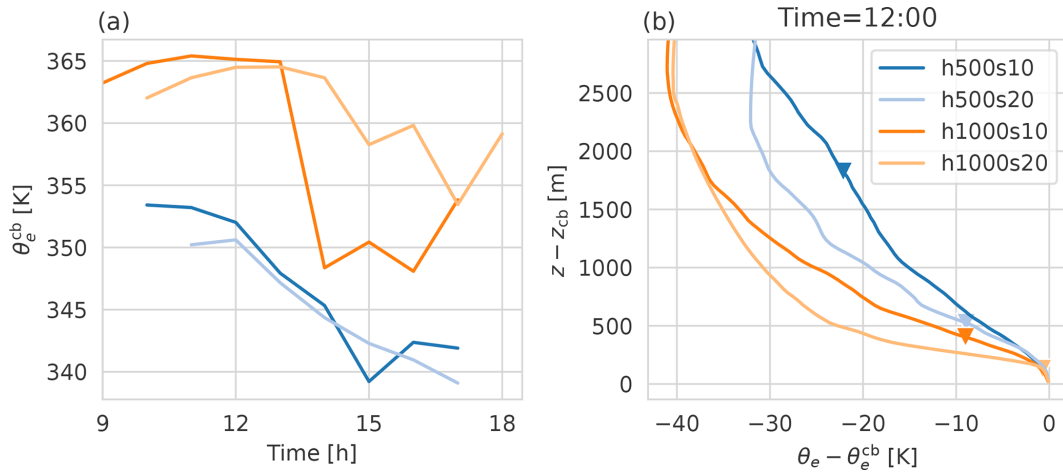 (a)
365
360
355
350
345
340
θ_e^cb [K]
9
12
15
18
Time [h]
(b)
Time=12:00
h500s10
h500s20
h1000s10
h1000s20
2500
2000
1500
1000
500
0
z − z_cb [m]
−40
−30
−20
−10
0
θ_e − θ_e^cb [K]